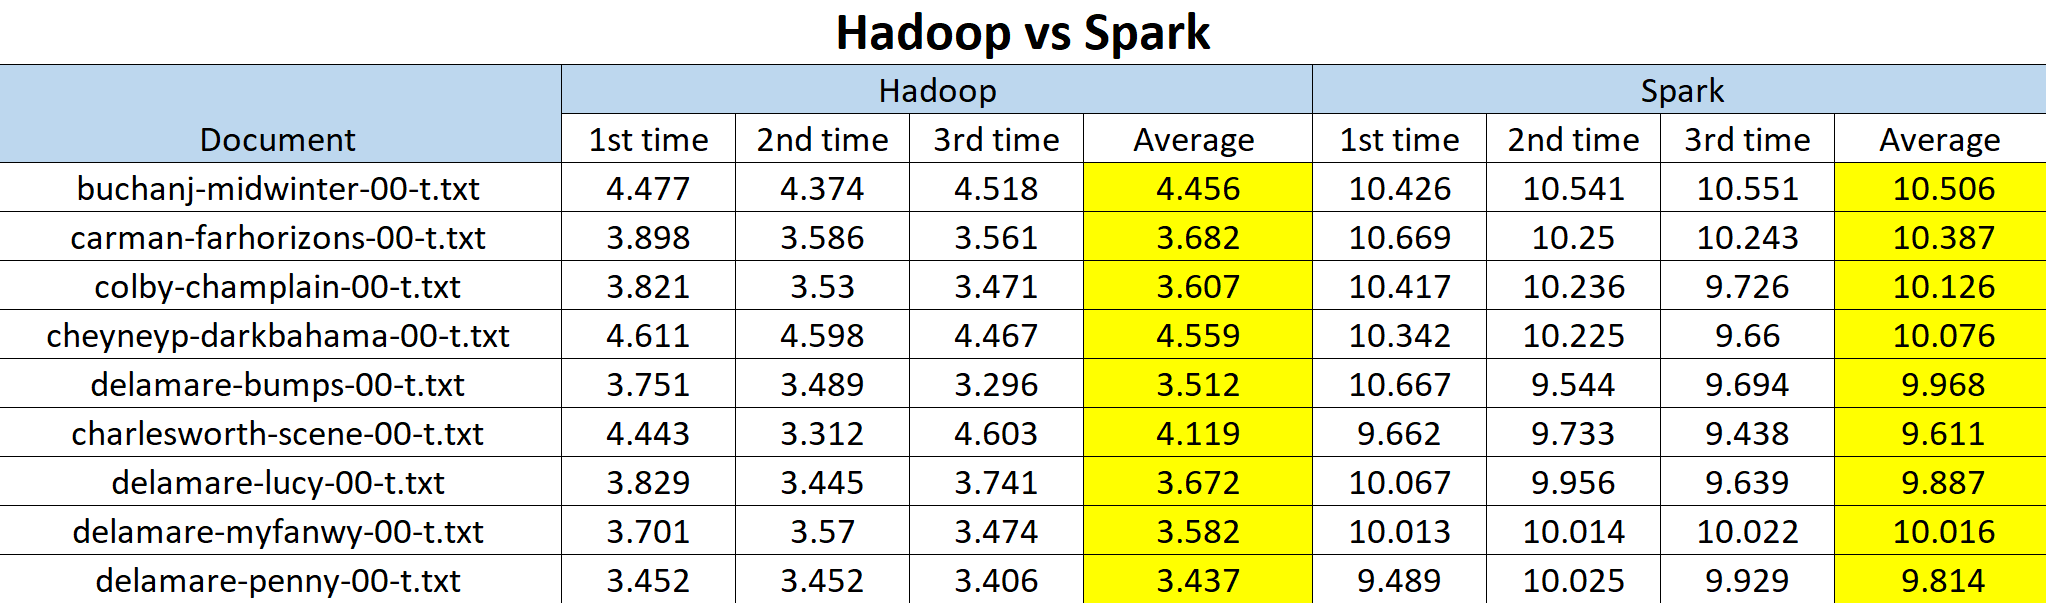 Hadoop vs Spark
Hadoop Spark
Document 1st time 2nd time 3rd time Average 1st time 2nd time 3rd time Average
buchanj-midwinter-00-t.txt 4.477 4.374 4.518 4.456 10.426 10.541 10.551 10.506
carman-farhorizons-00-t.txt 3.898 3.586 3.561 3.682 10.669 10.25 10.243 10.387
colby-champlain-00-t.txt 3.821 3.53 3.471 3.607 10.417 10.236 9.726 10.126
cheyneyp-darkbahama-00-t.txt 4.611 4.598 4.467 4.559 10.342 10.225 9.66 10.076
delamare-bumps-00-t.txt 3.751 3.489 3.296 3.512 10.667 9.544 9.694 9.968
charlesworth-scene-00-t.txt 4.443 3.312 4.603 4.119 9.662 9.733 9.438 9.611
delamare-lucy-00-t.txt 3.829 3.445 3.741 3.672 10.067 9.956 9.639 9.887
delamare-myfanwy-00-t.txt 3.701 3.57 3.474 3.582 10.013 10.014 10.022 10.016
delamare-penny-00-t.txt 3.452 3.452 3.406 3.437 9.489 10.025 9.929 9.814